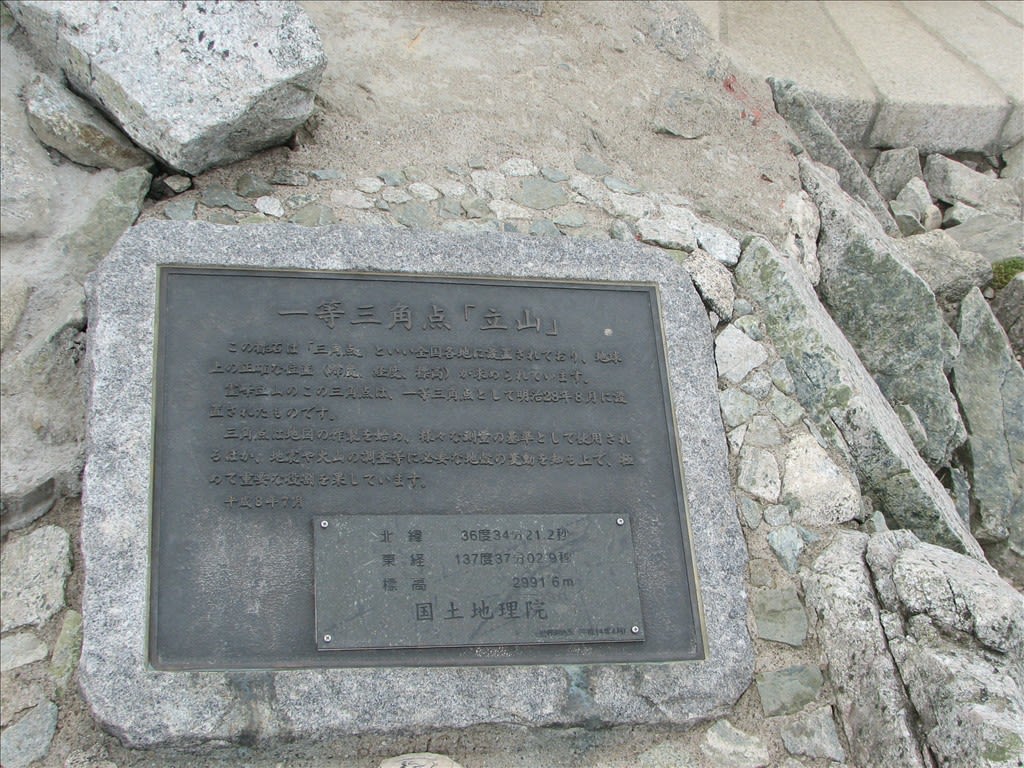 一等三角点「立山」
この標石は「三角点」といい全国各地に設置されており、地球
上の正確な位置（緯度、経度、標高）が求められています。
霊峰立山のこの三角点は、一等三角点として明治28年8月に設
置されたものです。
三角点は地図の作製を始め、様々な測量の基準として使用され
るほか、地震や火山の調査等に必要な地殻の変動を知る上で、極
めて重要な役割を果しています。
平成8年7月
北緯 36度34分21.2秒
東経 137度37分02.9秒
標高 2991.6m
国土地理院